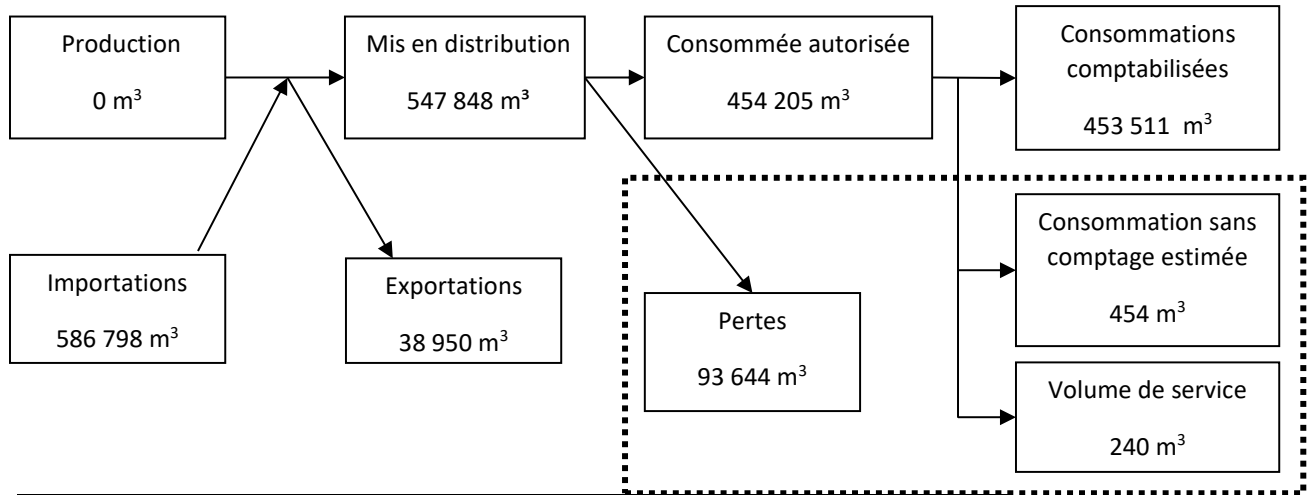 Production
0 m³
Mis en distribution
547 848 m³
Consommée autorisée
454 205 m³
Consommations
comptabilisées
453 511 m³
Importations
586 798 m³
Exportations
38 950 m³
Pertes
93 644 m³
Consommation sans
comptage estimée
454 m³
Volume de service
240 m³